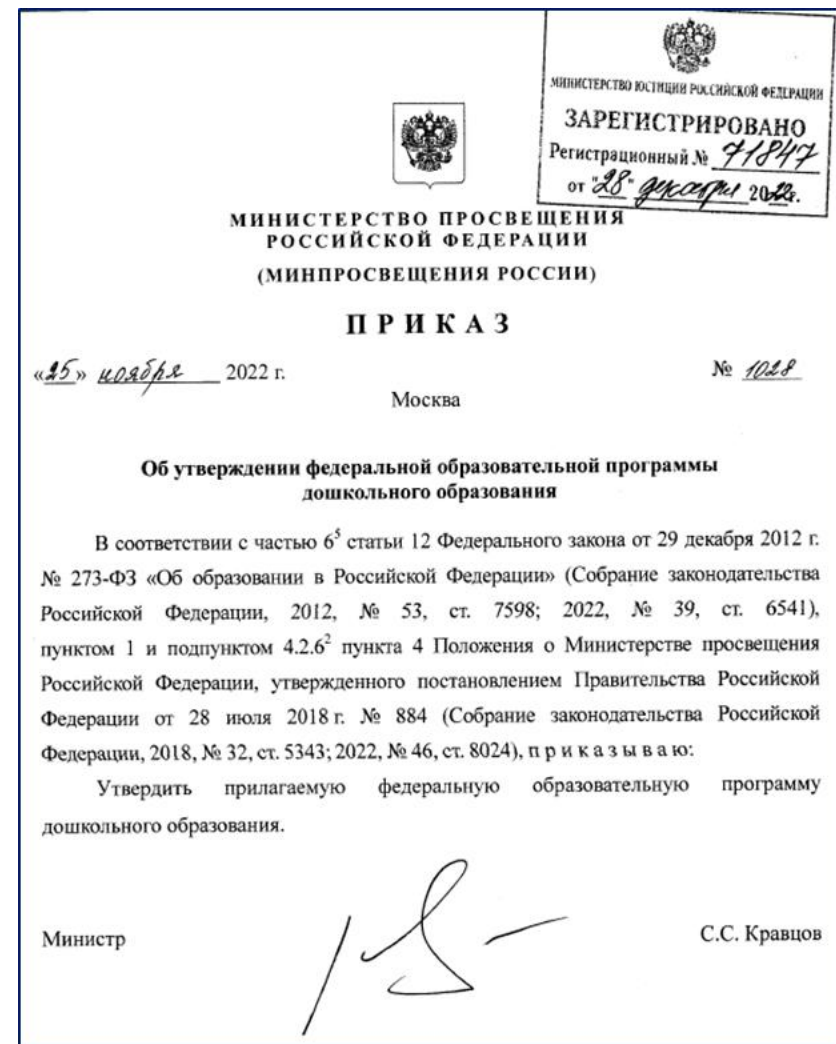 МИНИСТЕРСТВО ЮСТИЦИИ РОССИЙСКОЙ ФЕДЕРАЦИИ
ЗАРЕГИСТРИРОВАНО
Регистрационный № 71847
от "28" декабря 2022г.
МИНИСТЕРСТВО ПРОСВЕЩЕНИЯ
РОССИЙСКОЙ ФЕДЕРАЦИИ
(МИНПРОСВЕЩЕНИЯ РОССИИ)
ПРИКАЗ
«25» ноября 2022 г.
№ 1028
Москва
Об утверждении федеральной образовательной программы
дошкольного образования
В соответствии с частью 6⁵ статьи 12 Федерального закона от 29 декабря 2012 г.
№ 273-ФЗ «Об образовании в Российской Федерации» (Собрание законодательства
Российской Федерации, 2012, № 53, ст. 7598; 2022, № 39, ст. 6541),
пунктом 1 и подпунктом 4.2.6² пункта 4 Положения о Министерстве просвещения
Российской Федерации, утвержденного постановлением Правительства Российской
Федерации от 28 июля 2018 г. № 884 (Собрание законодательства Российской
Федерации, 2018, № 32, ст. 5343; 2022, № 46, ст. 8024), п р и к а з ы в а ю:
Утвердить прилагаемую федеральную образовательную программу
дошкольного образования.
Министр
С.С. Кравцов